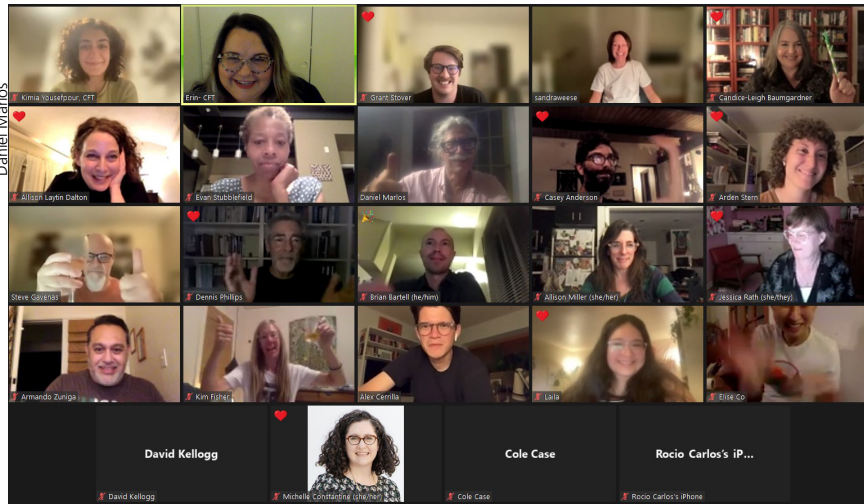 Daniel Marlos
Kimia Yousefpour, CFT
Erin- CFT
Grant Stover
sandraweese
Candice-Leigh Baumgardner
Allison Laytin Dalton
Evan Stubblefield
Daniel Marlos
Casey Anderson
Arden Stern
Steve Gavenas
Dennis Phillips
Brian Bartell (he/him)
Allison Miller (she/her)
Jessica Rath (she/they)
Armando Zuniga
Kim Fisher
Alex Cerrilla
Laila
Elise Co
David Kellogg
Cole Case
Rocio Carlos's iP...
David Kellogg
Michelle Constantine (she/her)
Cole Case
Rocio Carlos's iPhone